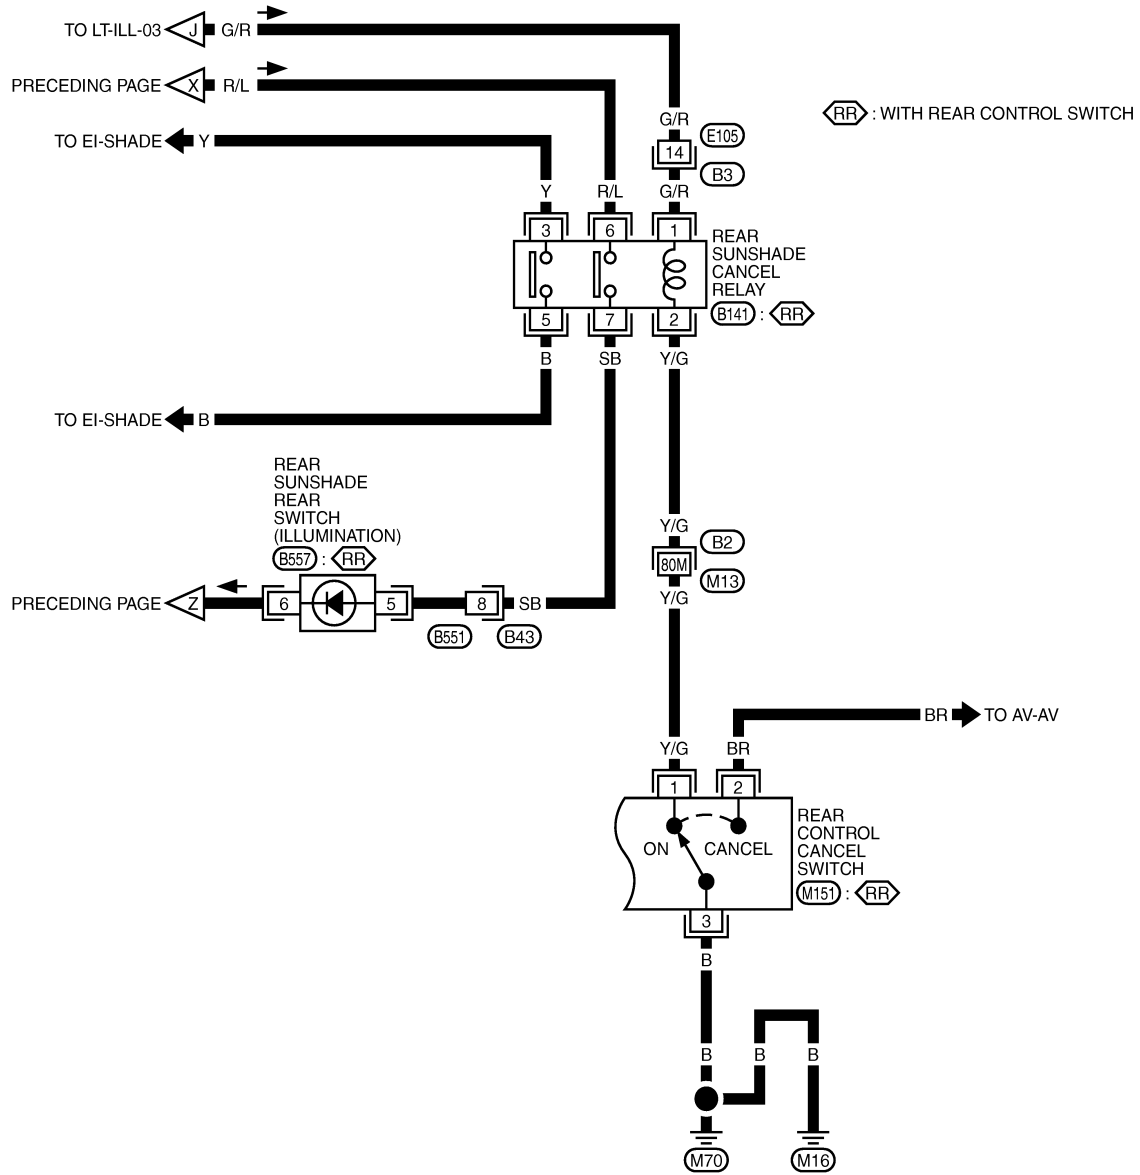 TO LT-ILL-03 J G/R
PRECEDING PAGE X R/L
RR : WITH REAR CONTROL SWITCH
G/R
E105
14
B3
TO EI-SHADE Y
Y R/L G/R
3 6 1
REAR
SUNSHADE
CANCEL
RELAY
B141 : RR
5 7 2
B SB Y/G
TO EI-SHADE B
REAR
SUNSHADE
REAR
SWITCH
(ILLUMINATION)
B557 : RR
Y/G
B2
80M
M13
Y/G
PRECEDING PAGE Z 6 5 8 SB
B551 B43
BR TO AV-AV
Y/G BR
1 2
REAR
CONTROL
CANCEL
SWITCH
M151 : RR
ON CANCEL
3
B
B B B
M70 M16